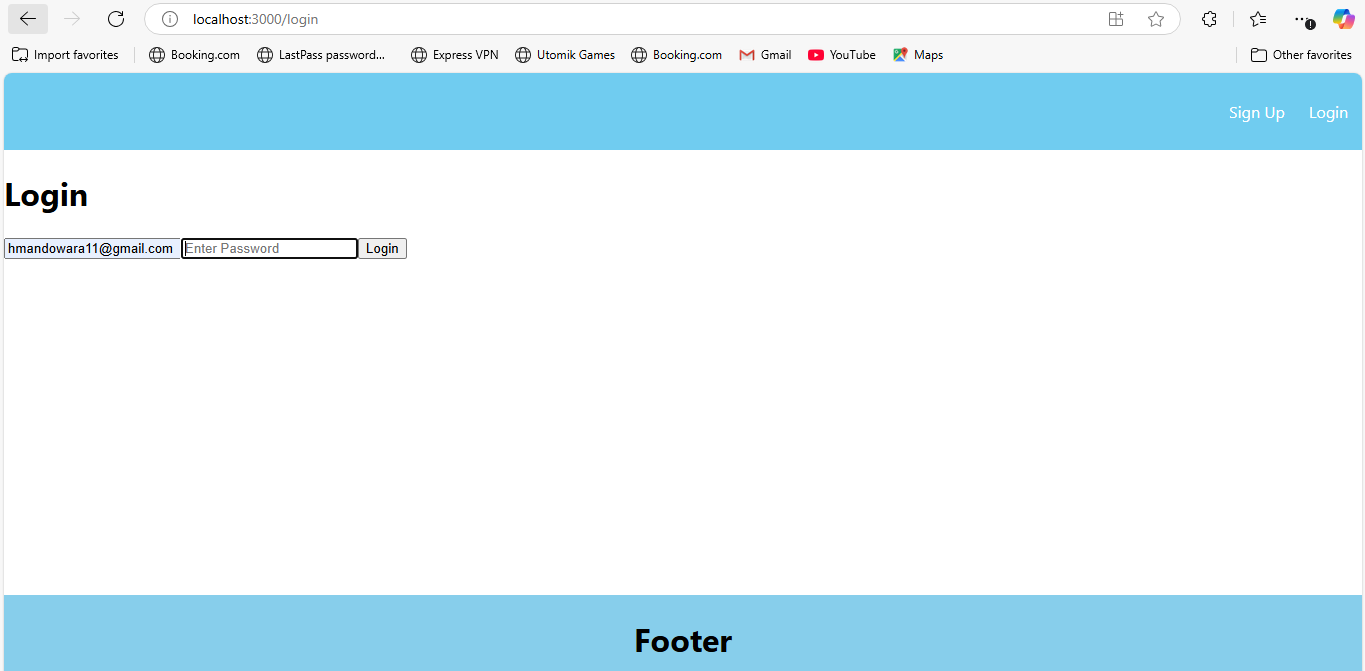 localhost:3000/login
Import favorites Booking.com LastPass password... Express VPN Utomik Games Booking.com Gmail YouTube Maps Other favorites
Sign Up Login
Login
hmandowara11@gmail.com Enter Password Login
Footer